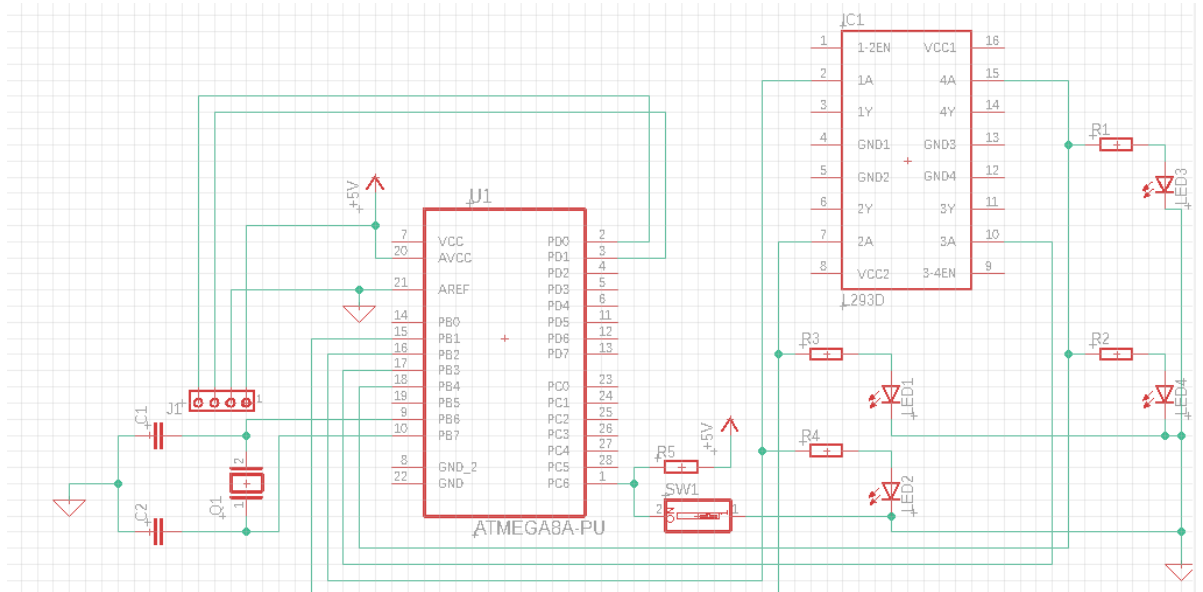 IC1
1 1-2EN VCC1 16
2 1A 4A 15
3 1Y 4Y 14
4 GND1 GND3 13
5 GND2 GND4 12
6 2Y 3Y 11
7 2A 3A 10
8 VCC2 3-4EN 9
L293D
R1
LED3
+5V
U1
7 VCC PD0 2
20 AVCC PD1 3
PD2 4
21 AREF PD3 5
PD4 6
14 PB0 PD5 11
15 PB1 PD6 12
16 PB2 PD7 13
17 PB3
18 PB4 PC0 23
19 PB5 PC1 24
9 PB6 PC2 25
10 PB7 PC3 26
PC4 27
8 GND_2 PC5 28
22 GND PC6 1
ATMEGA8A-PU
R3
LED1
R2
LED4
J1
1
C1
2
Q1
1
C2
R5
+5V
SW1
2 ON 1
R4
LED2